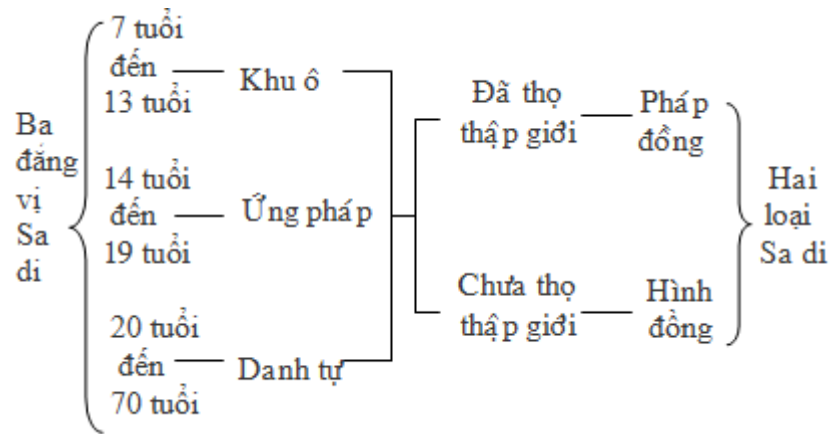 Ba
đẳng
vị
Sa
di
7 tuổi
đến
13 tuổi
Khu ô
14 tuổi
đến
19 tuổi
Ứng pháp
20 tuổi
đến
70 tuổi
Danh tự
Đã thọ
thập giới
Pháp
đồng
Chưa thọ
thập giới
Hình
đồng
Hai
loại
Sa di